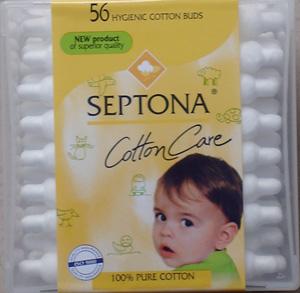 56 HYGIENIC COTTON BUDS
NEW product
of superior quality
SEPTONA®
Cotton Care
100% PURE COTTON